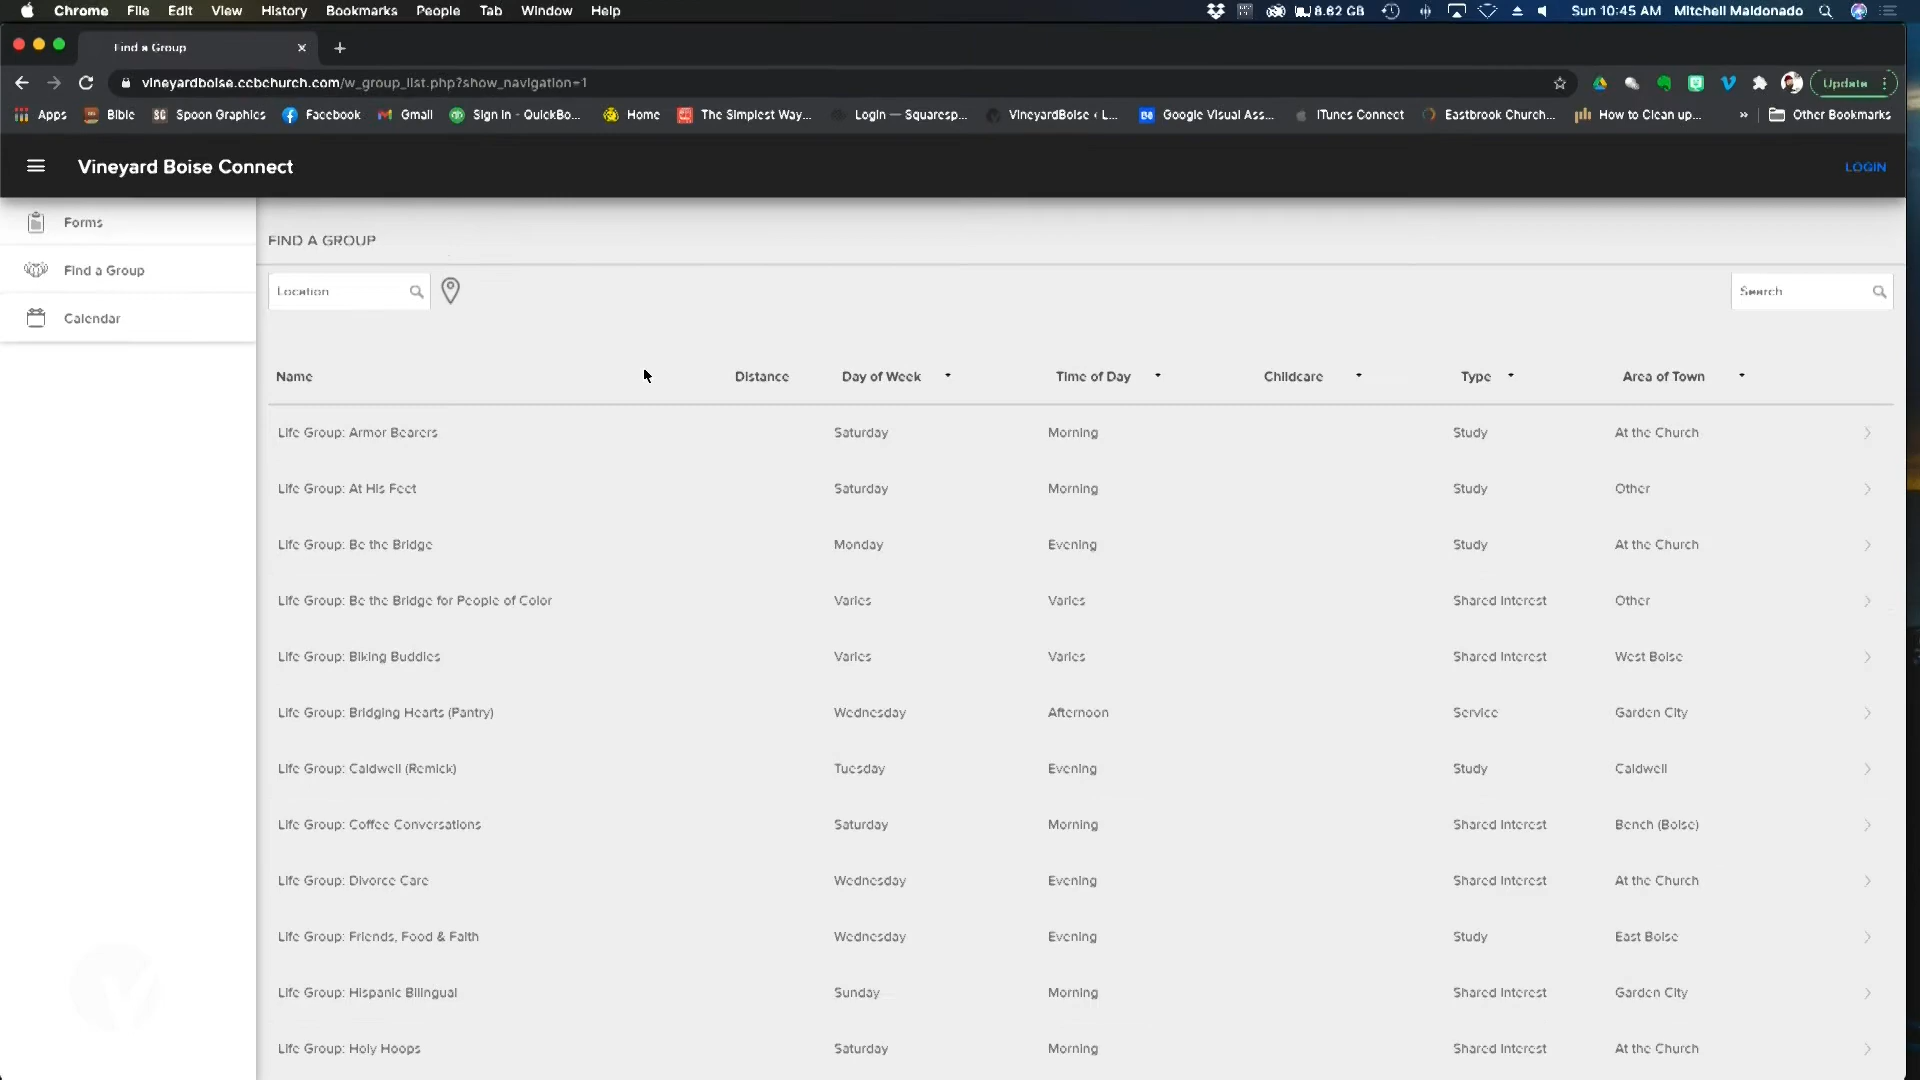 Chrome File Edit View History Bookmarks People Tab Window Help 8.62 GB Sun 10:45 AM Mitchell Maldonado
Find a Group
vineyardboise.ccbchurch.com/w_group_list.php?show_navigation=1 Update
Apps Bible Spoon Graphics Facebook Gmail Sign In - QuickBo... Home The Simplest Way... Login — Squaresp... VineyardBoise ‹ L... Google Visual Ass... iTunes Connect Eastbrook Church... How to Clean up... » Other Bookmarks
Vineyard Boise Connect LOGIN
Forms
Find a Group
Calendar
FIND A GROUP
Location Search
Name Distance Day of Week Time of Day Childcare Type Area of Town
Life Group: Armor Bearers Saturday Morning Study At the Church
Life Group: At His Feet Saturday Morning Study Other
Life Group: Be the Bridge Monday Evening Study At the Church
Life Group: Be the Bridge for People of Color Varies Varies Shared Interest Other
Life Group: Biking Buddies Varies Varies Shared Interest West Boise
Life Group: Bridging Hearts (Pantry) Wednesday Afternoon Service Garden City
Life Group: Caldwell (Remick) Tuesday Evening Study Caldwell
Life Group: Coffee Conversations Saturday Morning Shared Interest Bench (Boise)
Life Group: Divorce Care Wednesday Evening Shared Interest At the Church
Life Group: Friends, Food & Faith Wednesday Evening Study East Boise
Life Group: Hispanic Bilingual Sunday Morning Shared Interest Garden City
Life Group: Holy Hoops Saturday Morning Shared Interest At the Church